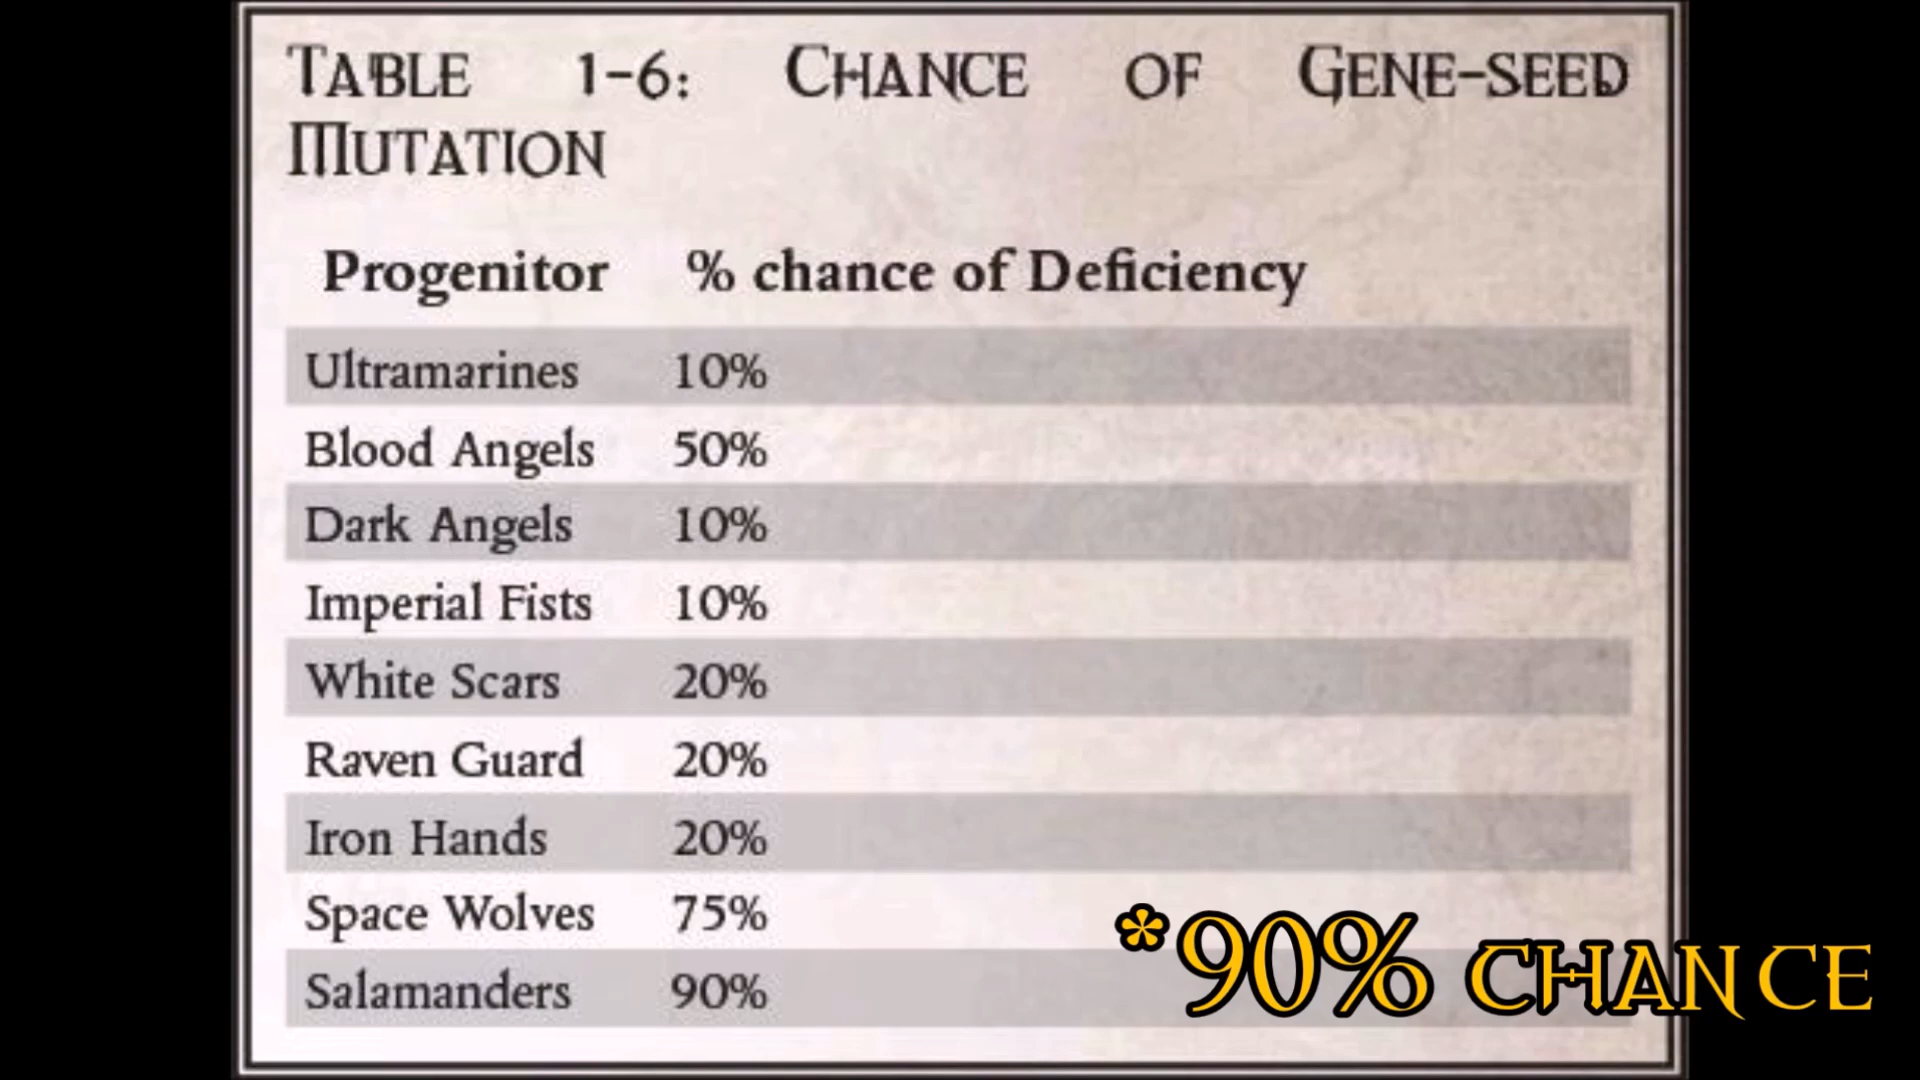 TABLE 1-6: CHANCE OF GENE-SEED
MUTATION
Progenitor % chance of Deficiency
Ultramarines 10%
Blood Angels 50%
Dark Angels 10%
Imperial Fists 10%
White Scars 20%
Raven Guard 20%
Iron Hands 20%
Space Wolves 75%
Salamanders 90%
*90% CHANCE